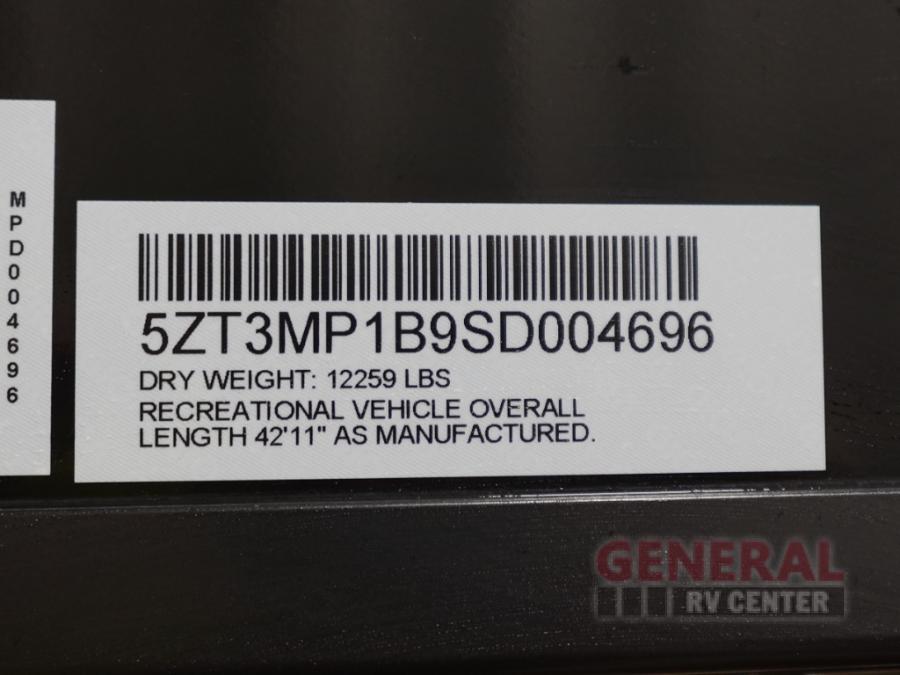 MPD004696
5ZT3MP1B9SD004696
DRY WEIGHT: 12259 LBS
RECREATIONAL VEHICLE OVERALL
LENGTH 42'11" AS MANUFACTURED.
GENERAL
RV CENTER